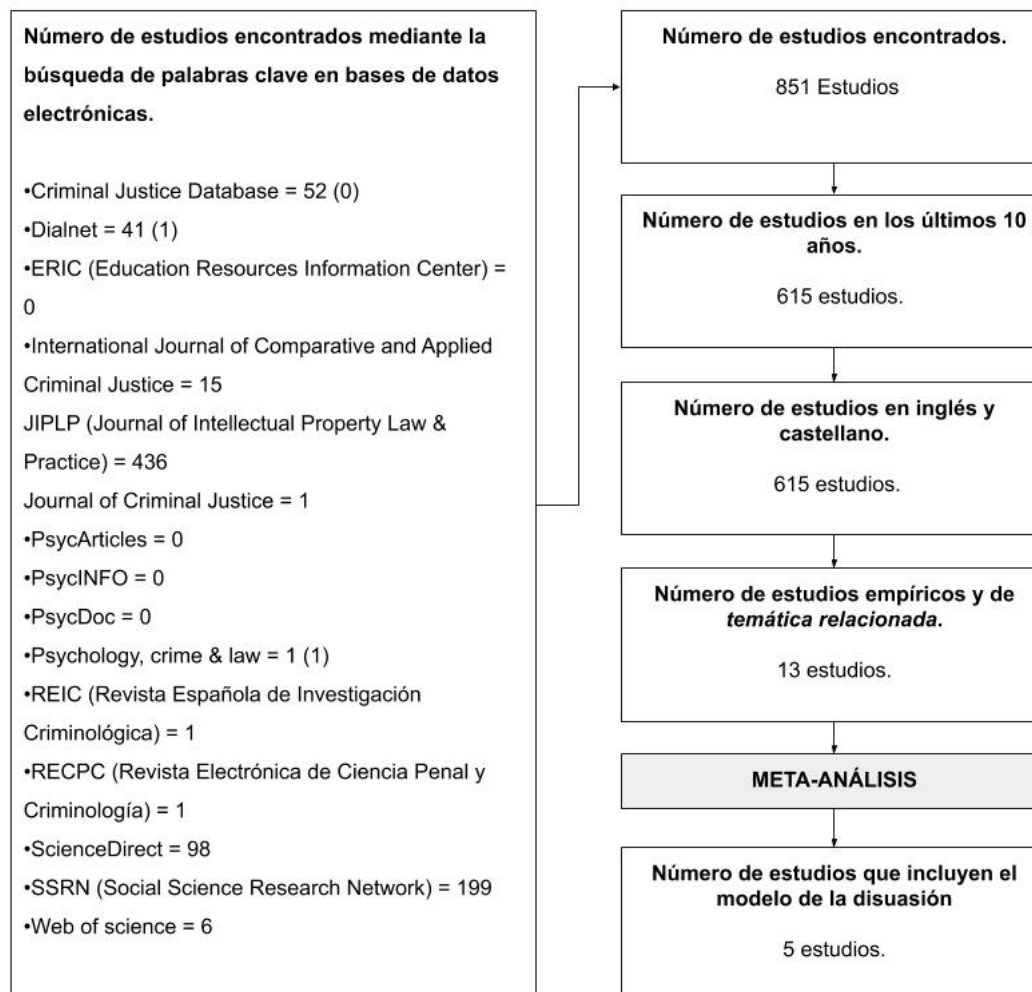 Número de estudios encontrados mediante la
búsqueda de palabras clave en bases de datos
electrónicas.
•Criminal Justice Database = 52 (0)
•Dialnet = 41 (1)
•ERIC (Education Resources Information Center) =
0
•International Journal of Comparative and Applied
Criminal Justice = 15
JIPLP (Journal of Intellectual Property Law &
Practice) = 436
Journal of Criminal Justice = 1
•PsycArticles = 0
•PsycINFO = 0
•PsycDoc = 0
•Psychology, crime & law = 1 (1)
•REIC (Revista Española de Investigación
Criminológica) = 1
•RECPC (Revista Electrónica de Ciencia Penal y
Criminología) = 1
•ScienceDirect = 98
•SSRN (Social Science Research Network) = 199
•Web of science = 6
Número de estudios encontrados.
851 Estudios
Número de estudios en los últimos 10
años.
615 estudios.
Número de estudios en inglés y
castellano.
615 estudios.
Número de estudios empíricos y de
temática relacionada.
13 estudios.
META-ANÁLISIS
Número de estudios que incluyen el
modelo de la disuasión
5 estudios.